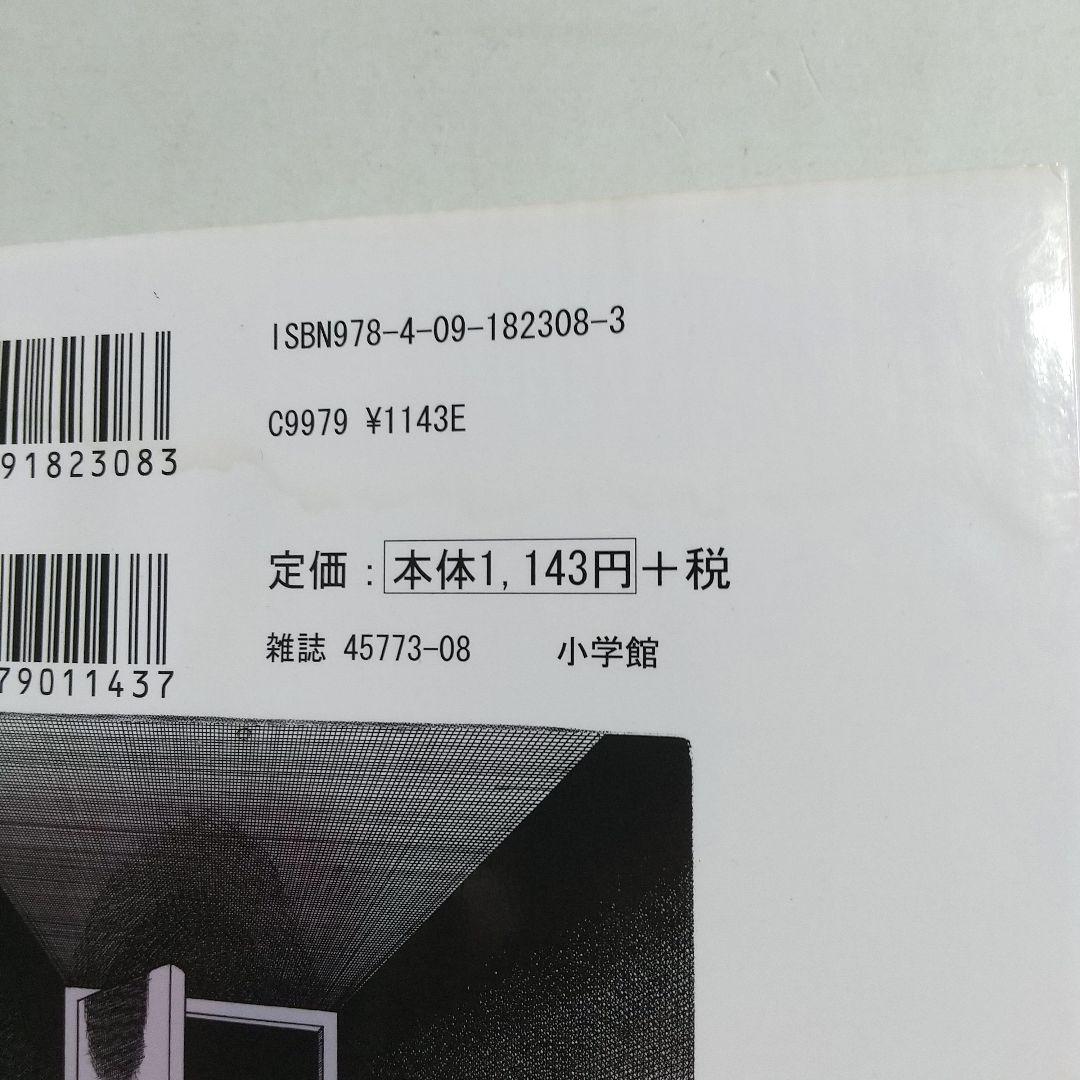 ISBN978-4-09-182308-3
C9979 ¥1143E
91823083
定価：本体1,143円＋税
雑誌 45773-08 小学館
79011437